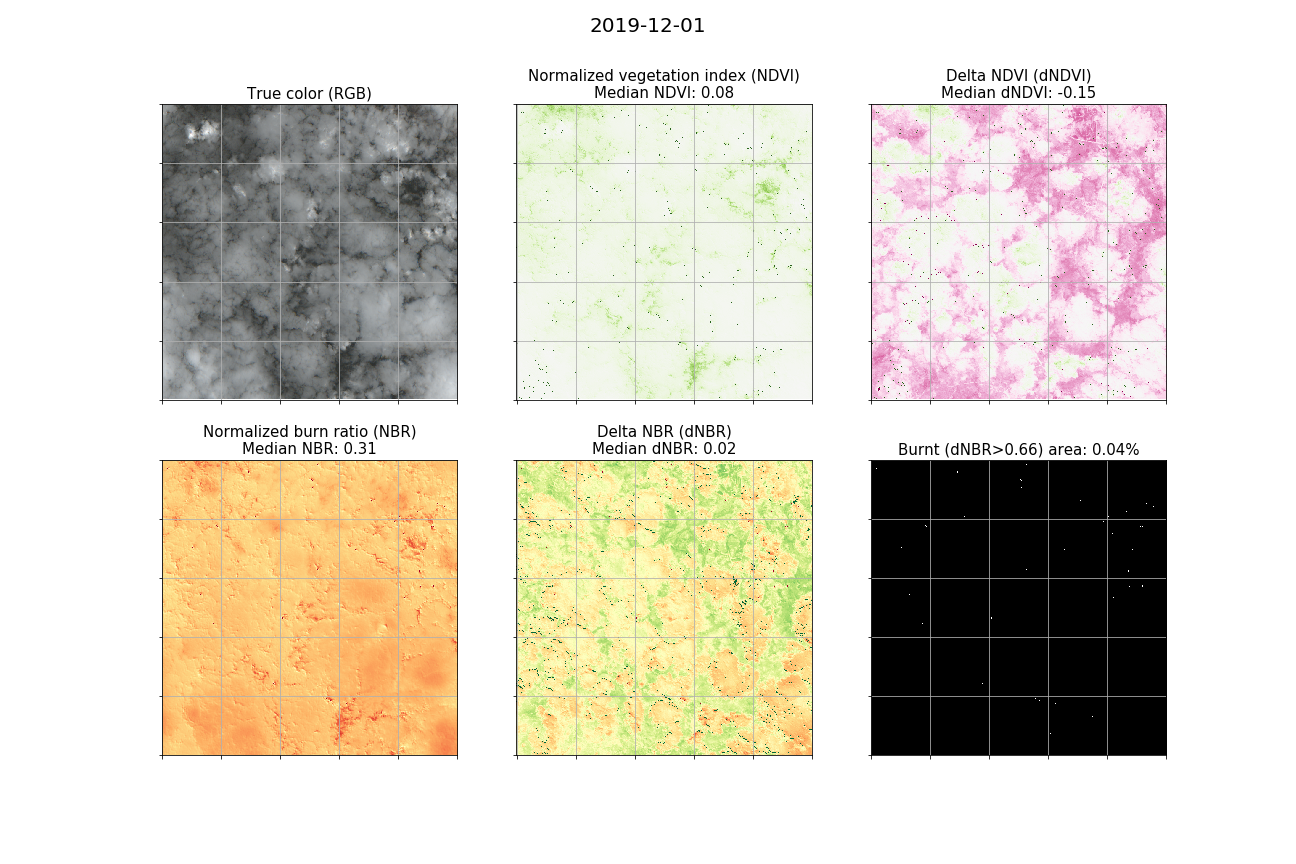 2019-12-01
True color (RGB)
Normalized vegetation index (NDVI)
Median NDVI: 0.08
Delta NDVI (dNDVI)
Median dNDVI: -0.15
Normalized burn ratio (NBR)
Median NBR: 0.31
Delta NBR (dNBR)
Median dNBR: 0.02
Burnt (dNBR>0.66) area: 0.04%